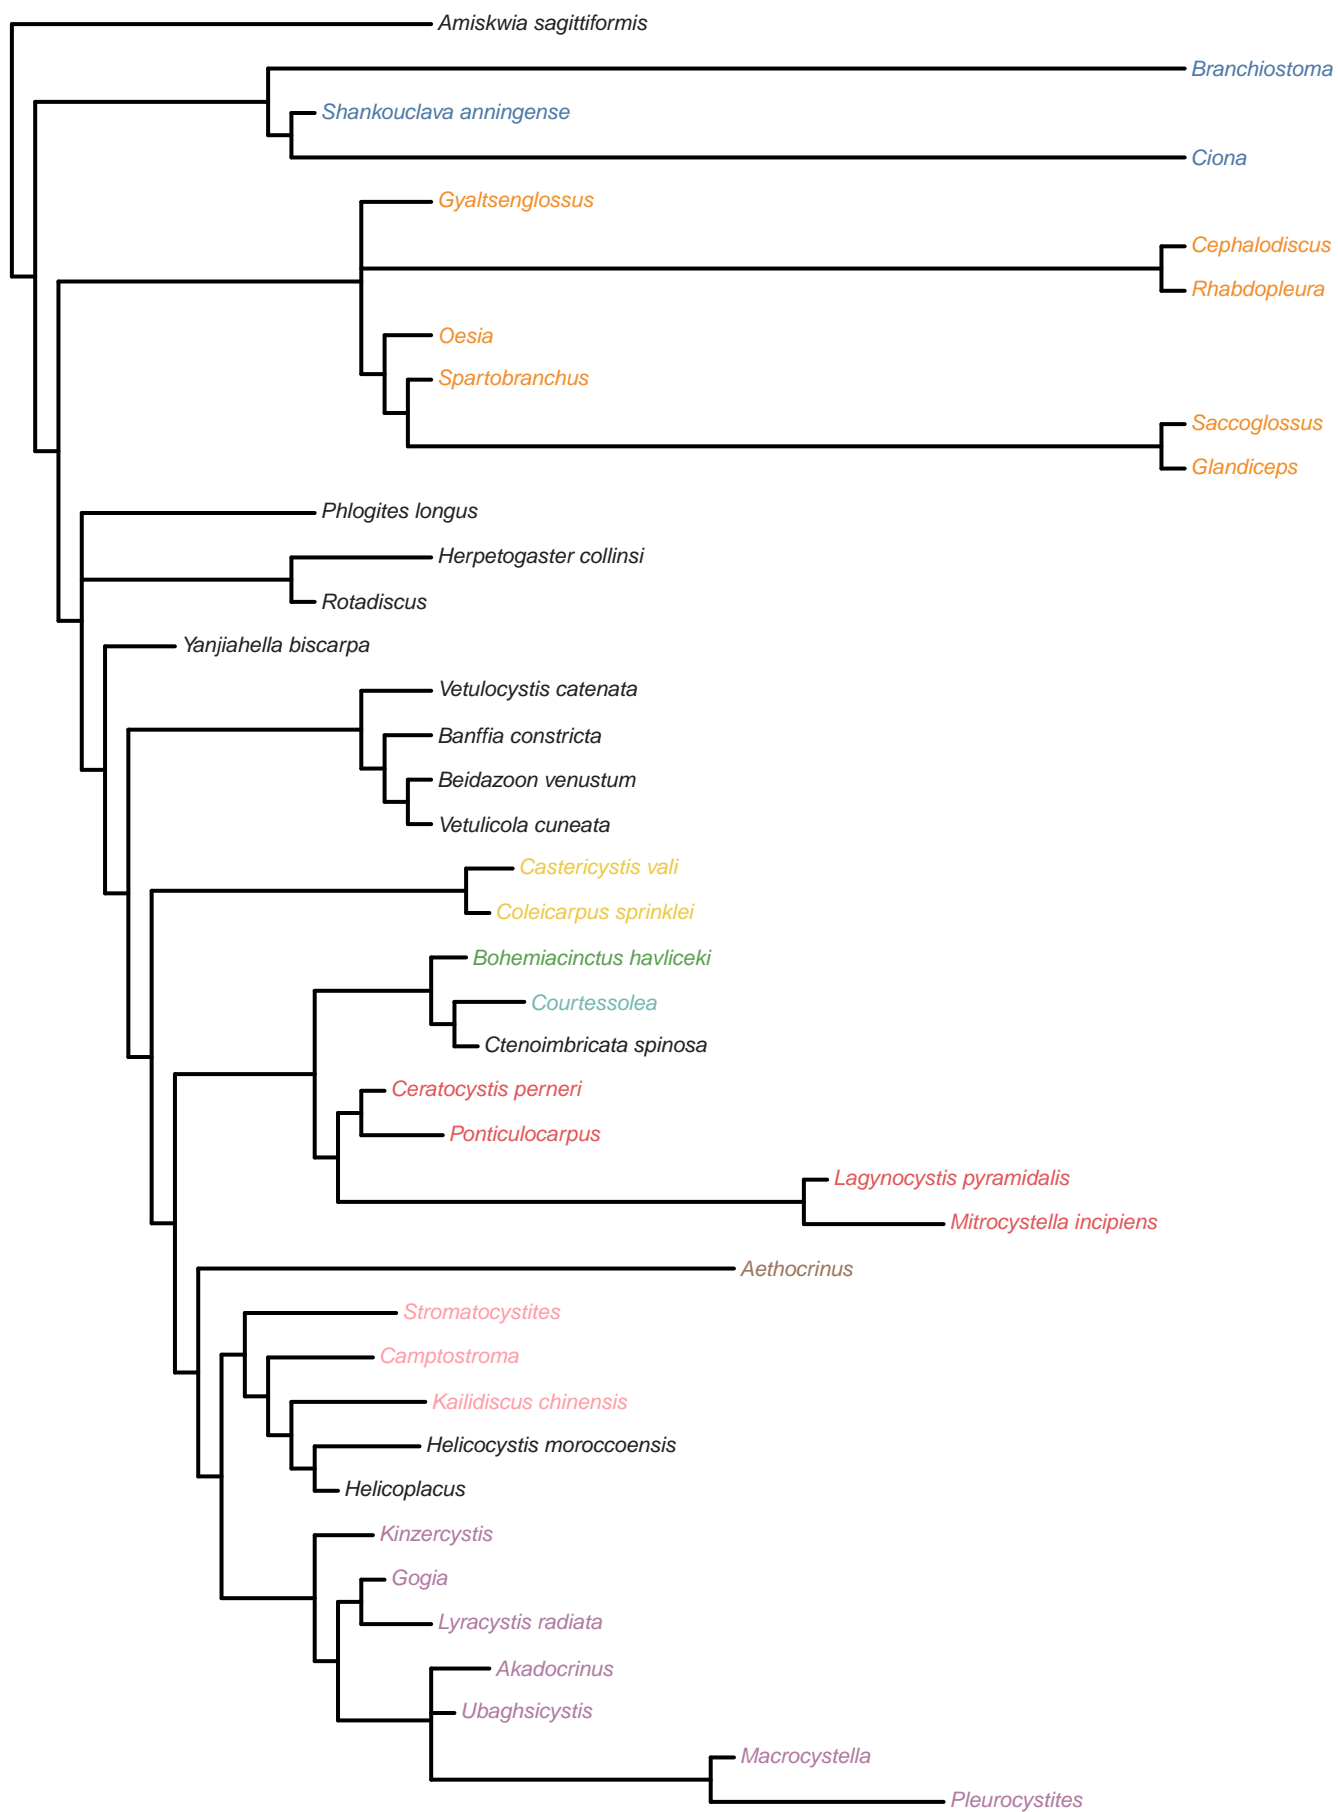 Amiskwia sagittiformis
Branchiostoma
Shankouclava anningense
Ciona
Gyaltsenglossus
Cephalodiscus
Rhabdopleura
Oesia
Spartobranchus
Saccoglossus
Glandiceps
Phlogites longus
Herpetogaster collinsi
Rotadiscus
Yanjiahella biscarpa
Vetulocystis catenata
Banffia constricta
Beidazoon venustum
Vetulicola cuneata
Castericystis vali
Coleicarpus sprinklei
Bohemiacinctus havliceki
Courtessolea
Ctenoimbricata spinosa
Ceratocystis perneri
Ponticulocarpus
Lagynocystis pyramidalis
Mitrocystella incipiens
Aethocrinus
Stromatocystites
Camptostroma
Kailidiscus chinensis
Helicocystis moroccoensis
Helicoplacus
Kinzercystis
Gogia
Lyracystis radiata
Akadocrinus
Ubaghsicystis
Macrocystella
Pleurocystites